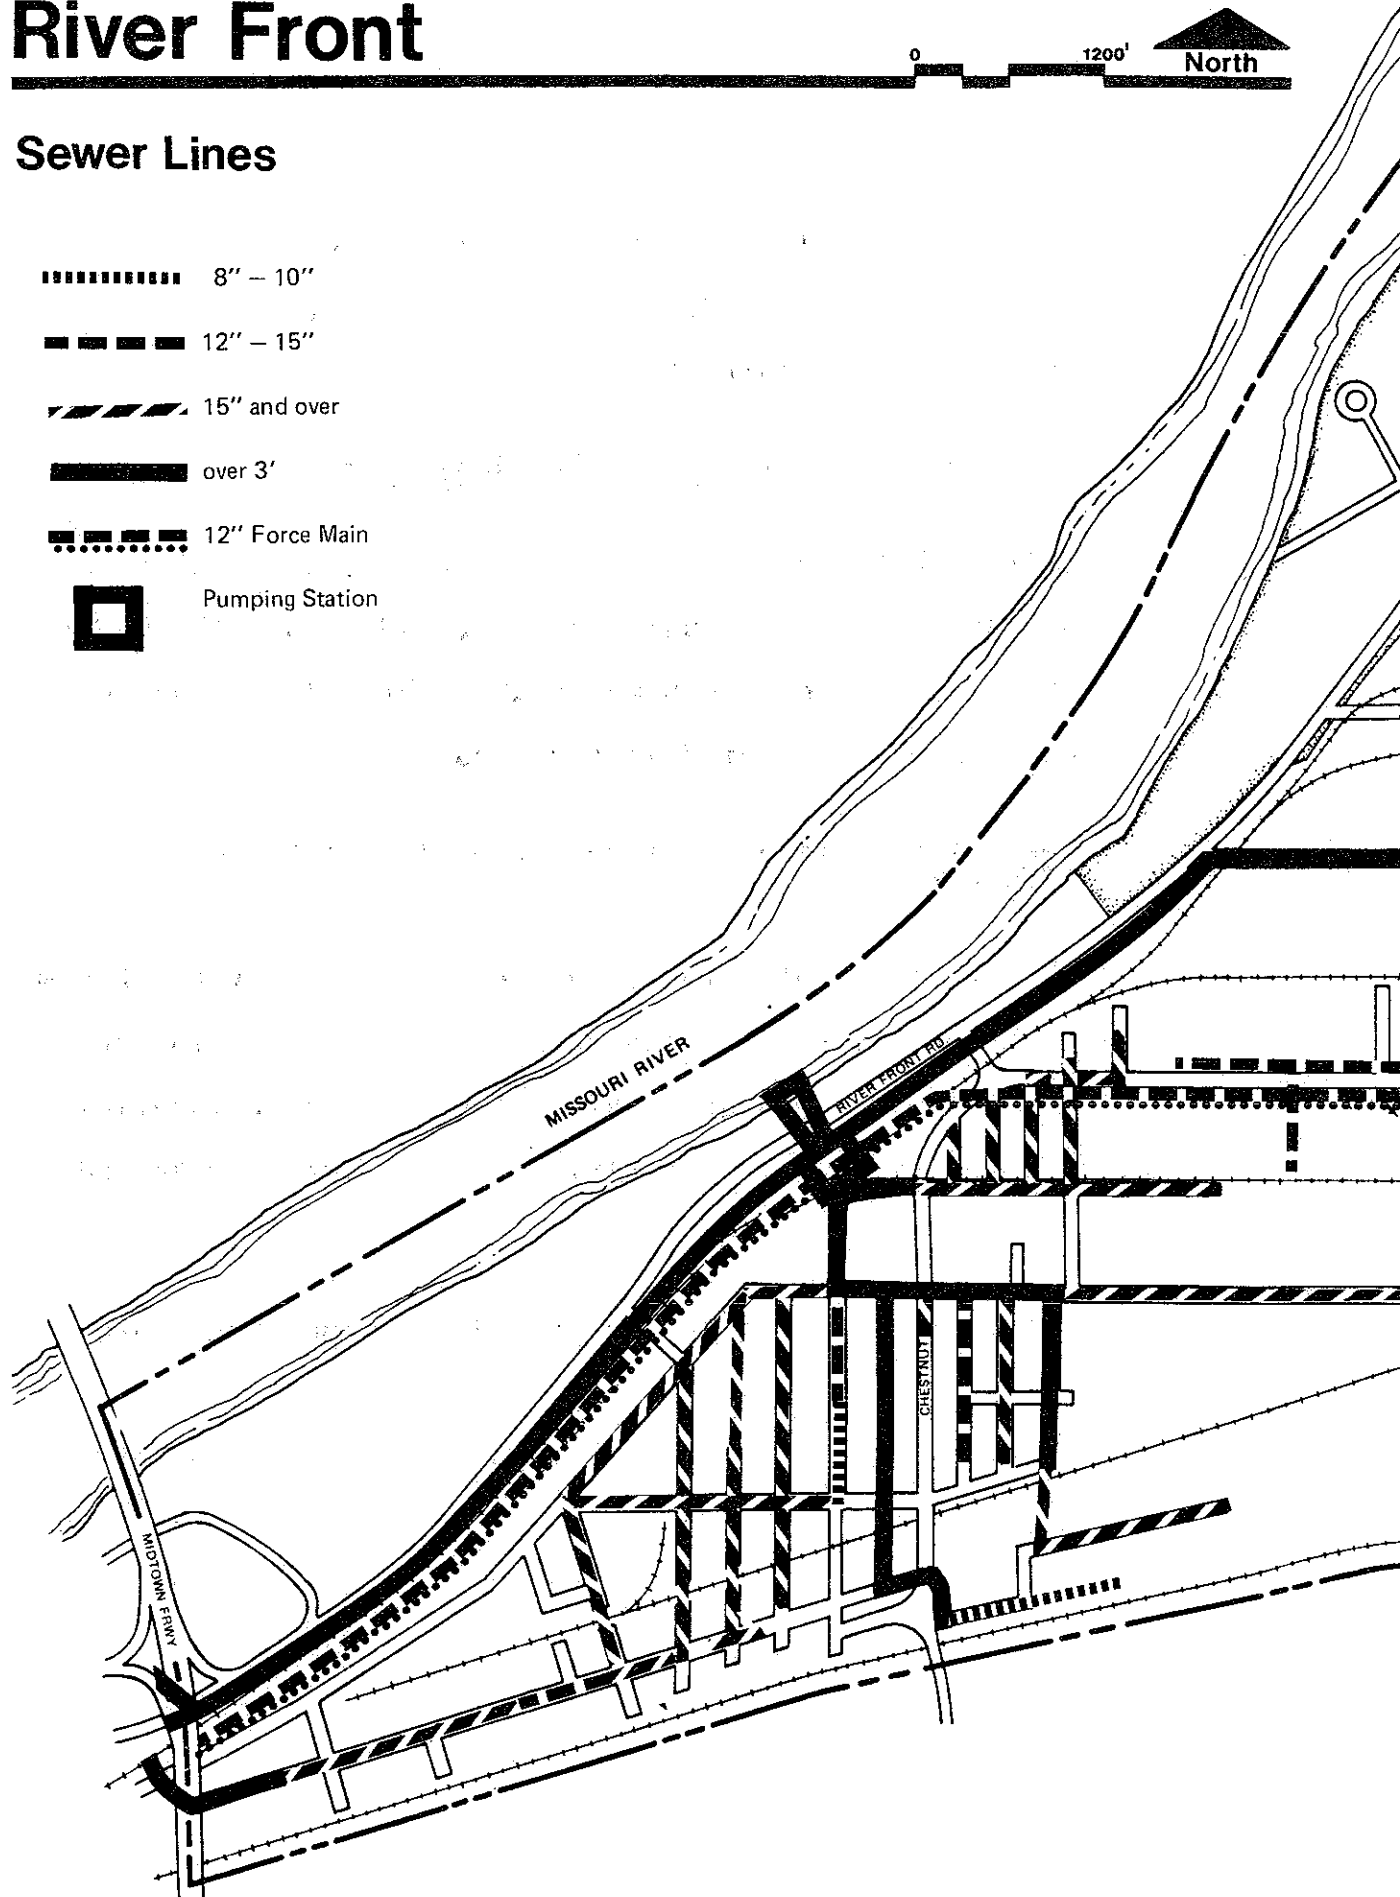 River Front
0 1200'
North
Sewer Lines
8" – 10"
12" – 15"
15" and over
over 3'
12" Force Main
Pumping Station
MISSOURI RIVER
RIVER FRONT RD.
CHESTNUT
MIDTOWN FRWY